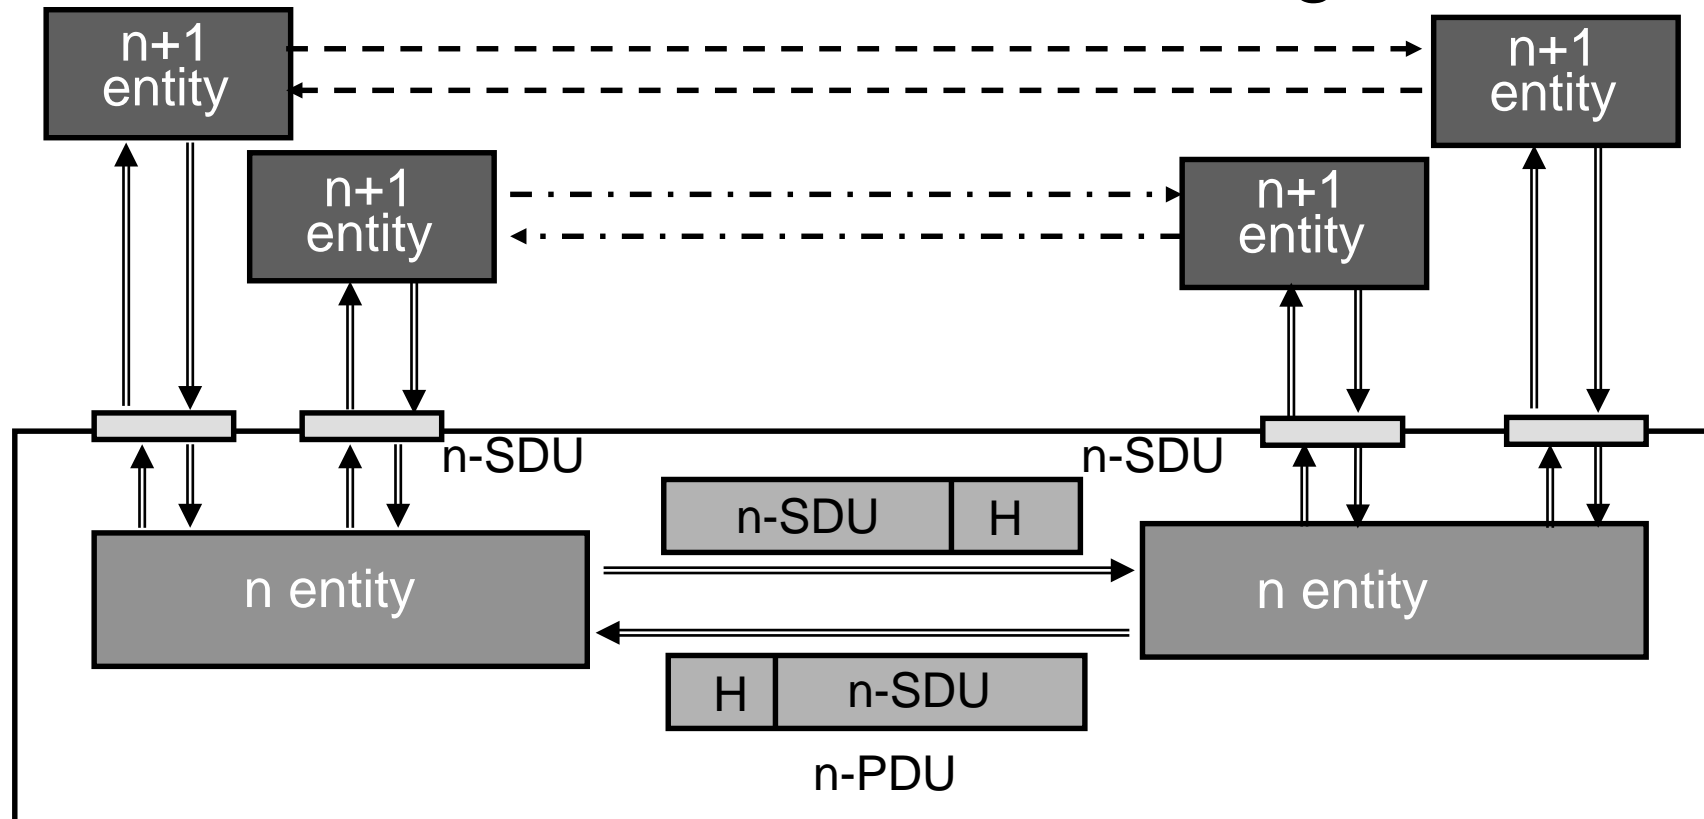 n+1
entity
n+1
entity
n+1
entity
n+1
entity
n-SDU
n-SDU
n-SDU H
n entity
n entity
H n-SDU
n-PDU